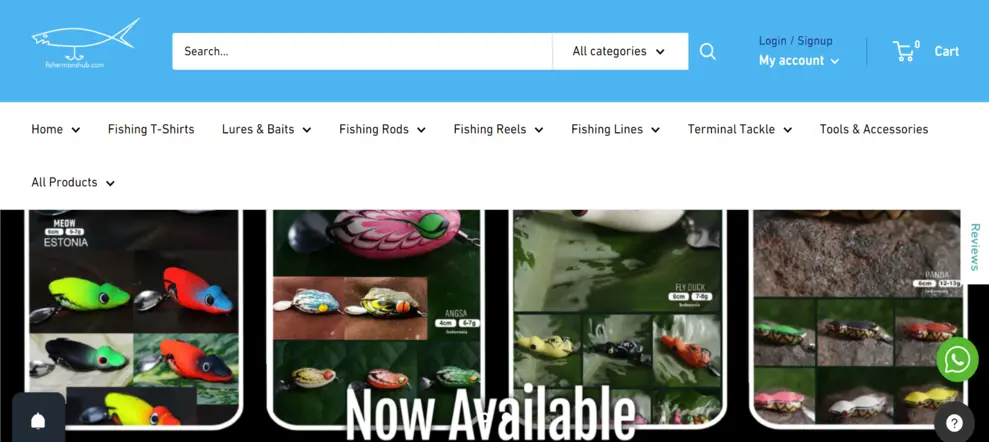 fishermanshub.com
Search...
All categories
Login / Signup
My account
0
Cart
Home
Fishing T-Shirts
Lures & Baits
Fishing Rods
Fishing Reels
Fishing Lines
Terminal Tackle
Tools & Accessories
All Products
MEOW
6cm 6-7g
ESTONIA
ANGSA
4cm 6-7g
Indonesia
FLY DUCK
6cm 7-8g
Indonesia
PANDA
6cm 12-13g
Indonesia
Reviews
Now Available
?